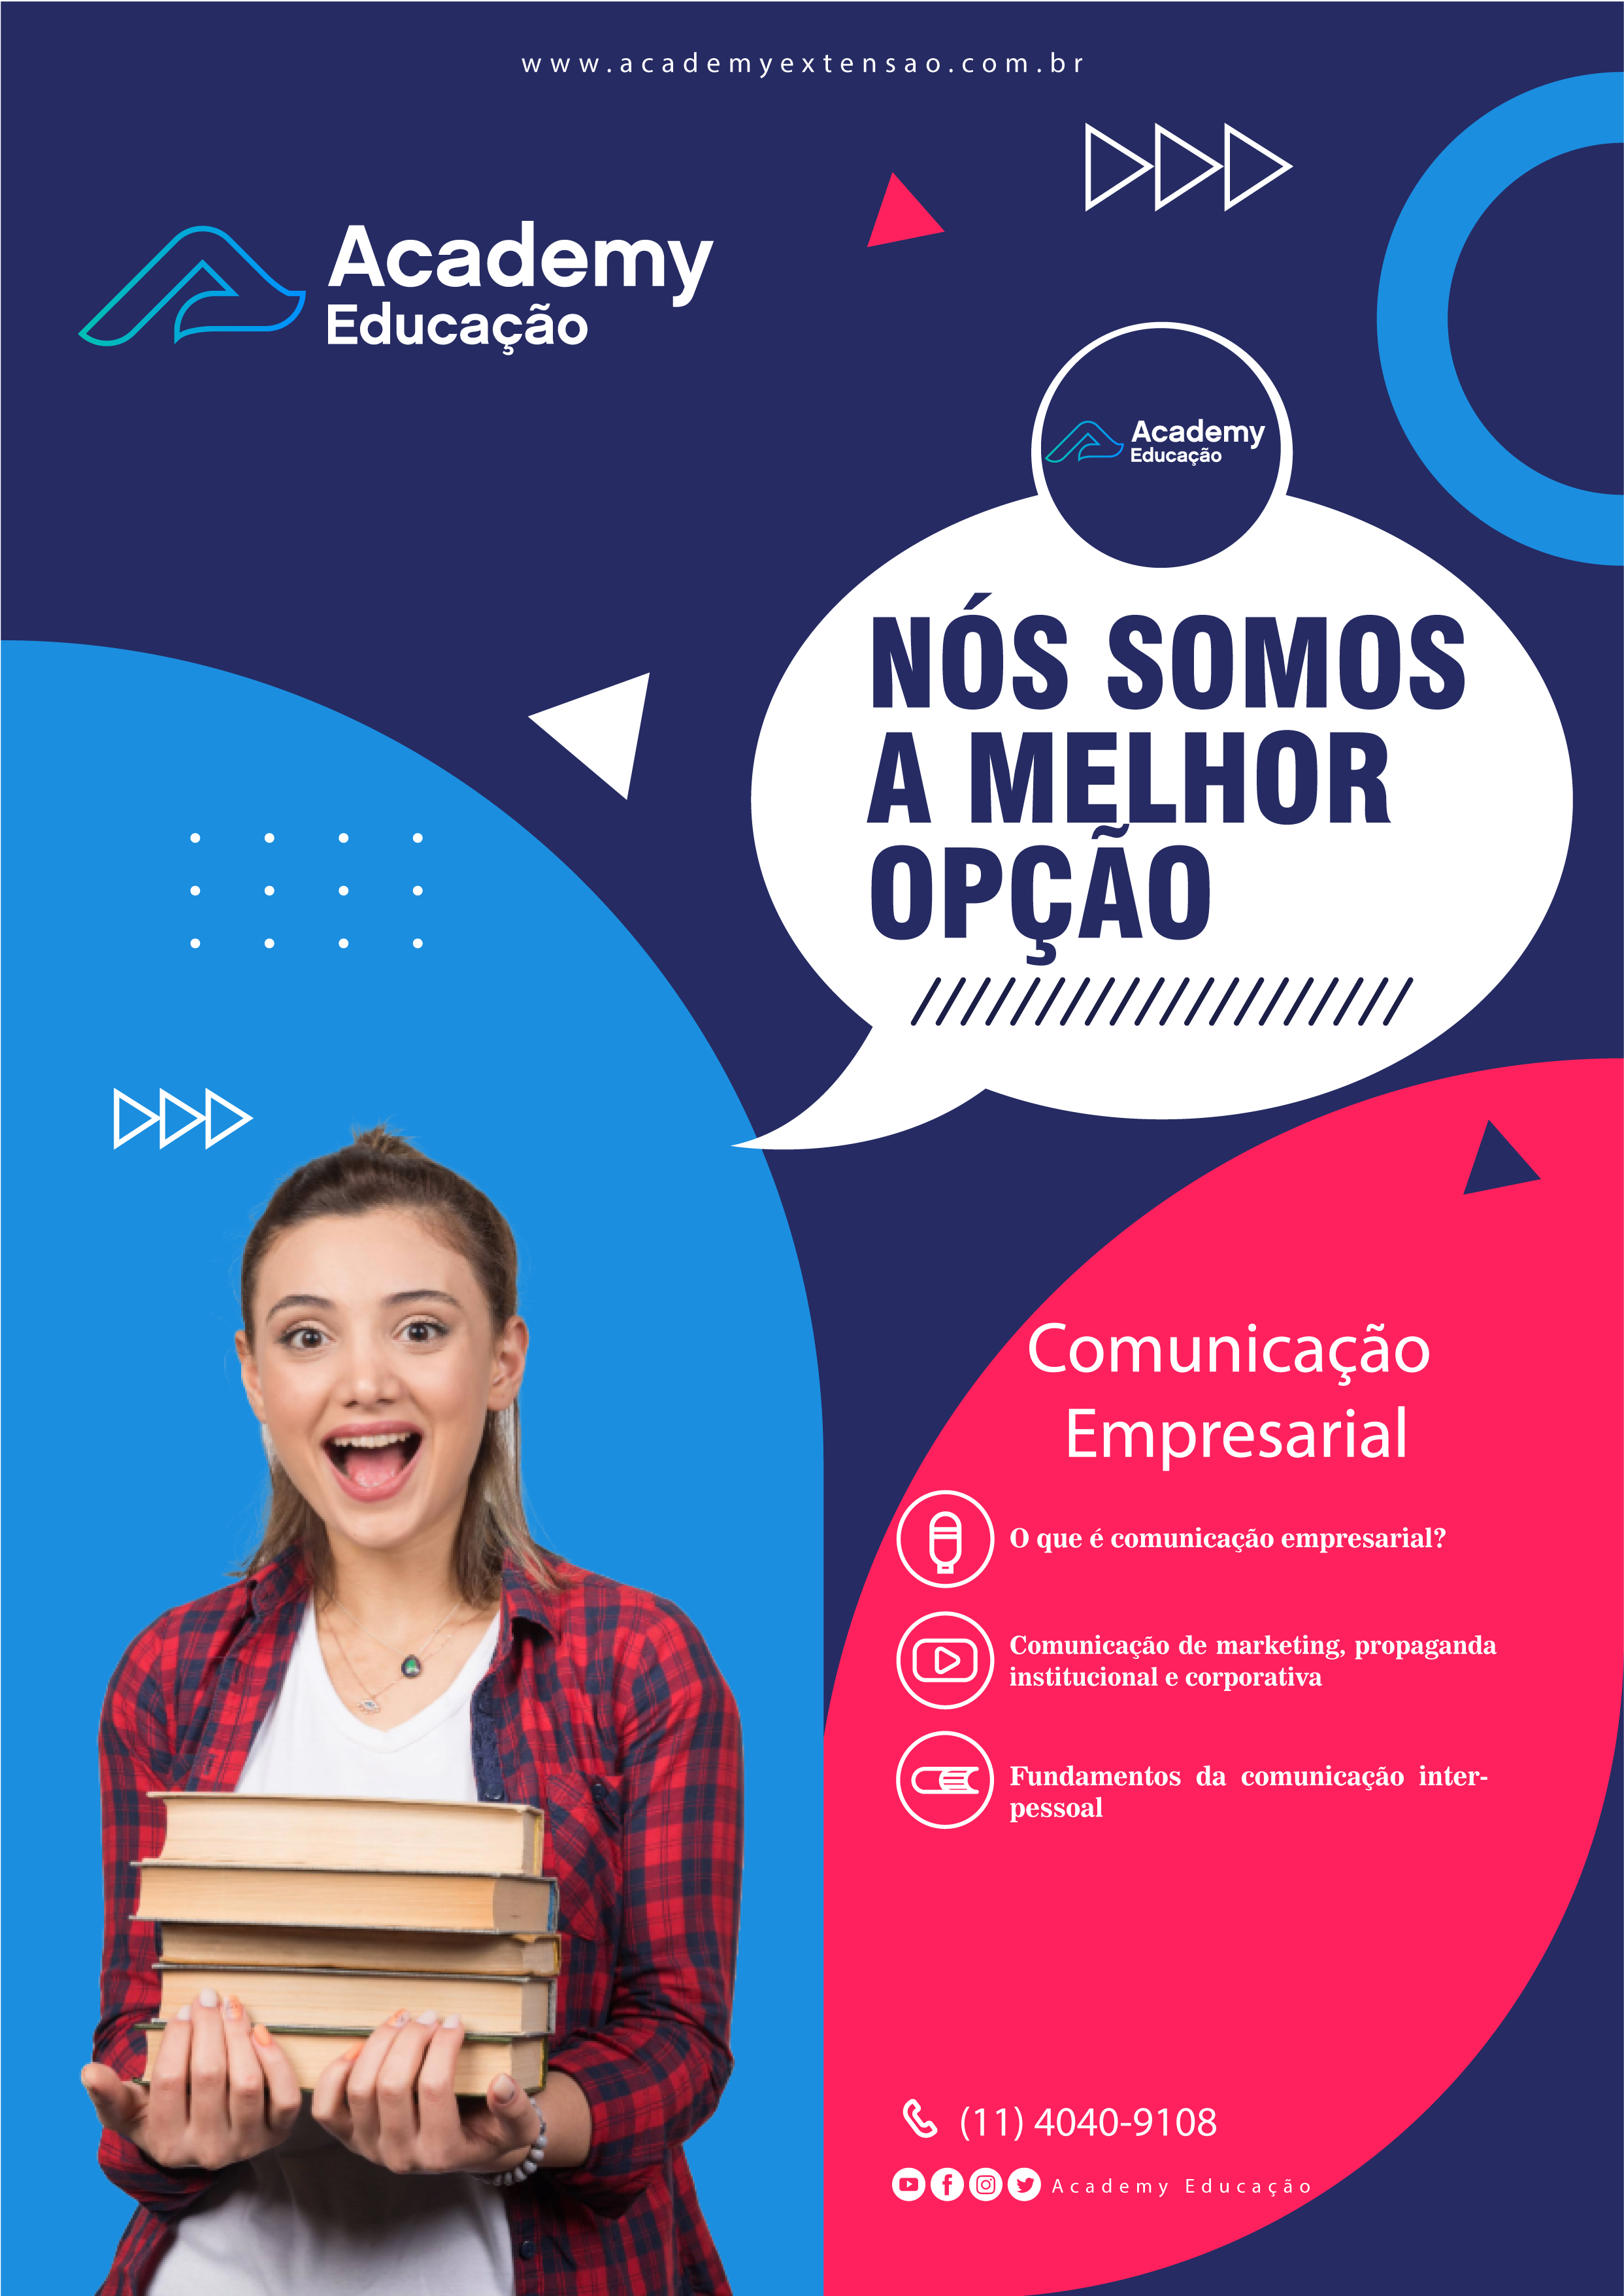 www.academyextensao.com.br
Academy
Educação
Academy
Educação
NÓS SOMOS
A MELHOR
OPÇÃO
Comunicação
Empresarial
O que é comunicação empresarial?
Comunicação de marketing, propaganda
institucional e corporativa
Fundamentos da comunicação inter-
pessoal
(11) 4040-9108
Academy Educação